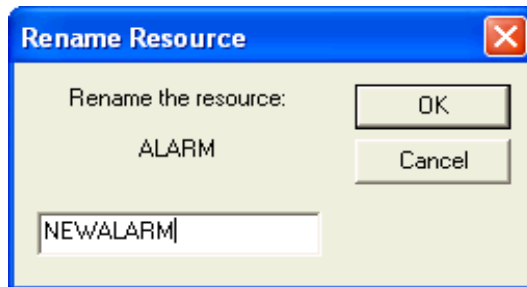 Rename Resource
Rename the resource:
OK
ALARM
Cancel
NEWALARM